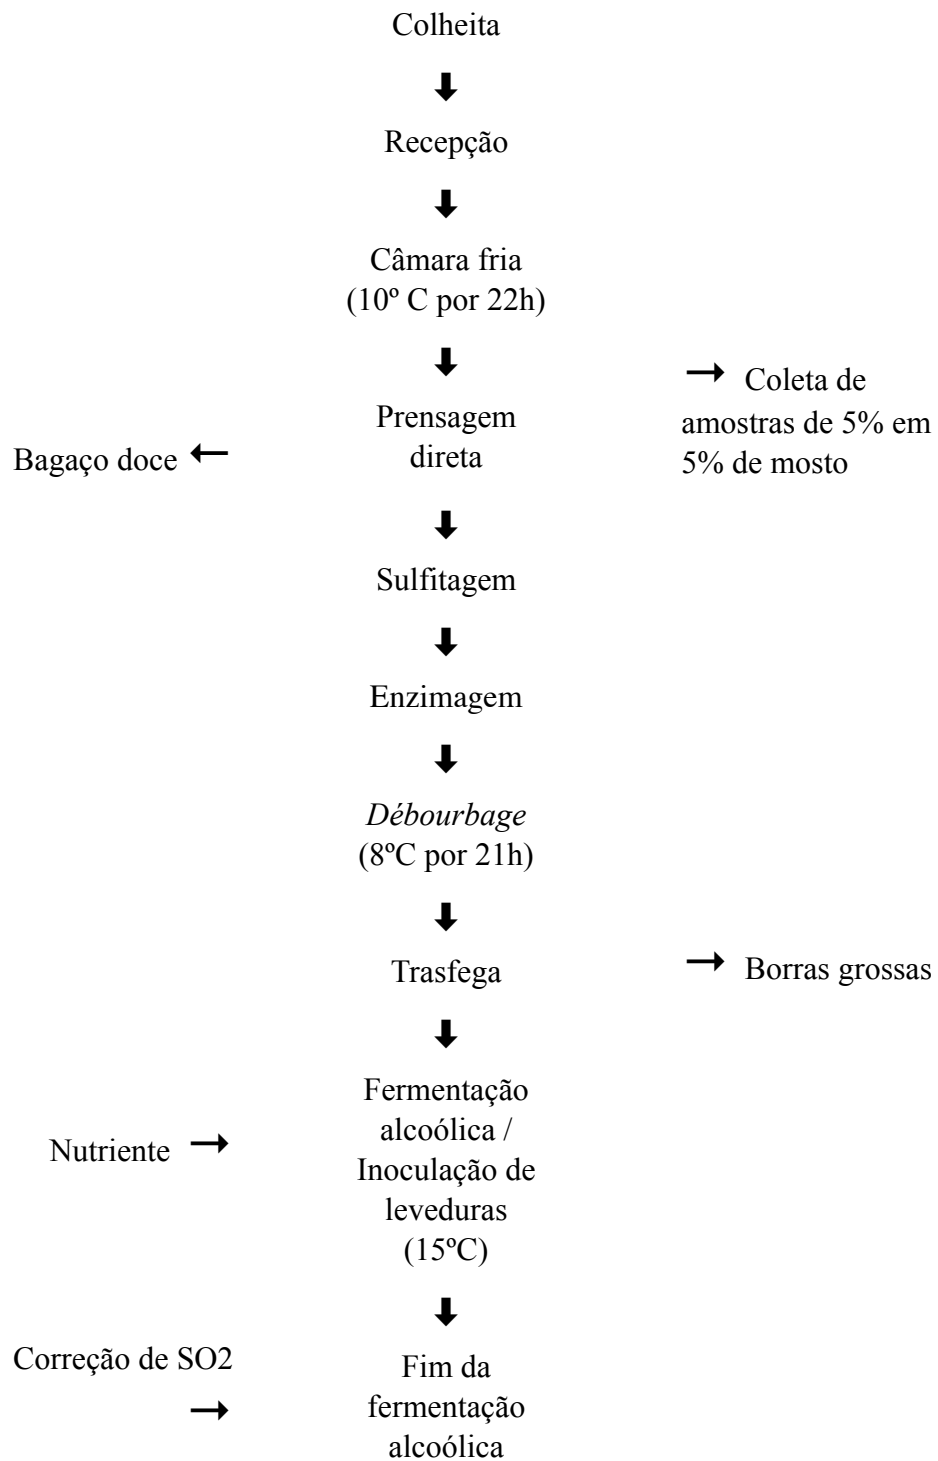 Colheita
Recepção
Câmara fria
(10º C por 22h)
Prensagem
direta
Bagaço doce
Coleta de
amostras de 5% em
5% de mosto
Sulfitagem
Enzimagem
Débourbage
(8ºC por 21h)
Trasfega
Borras grossas
Nutriente
Fermentação
alcoólica /
Inoculação de
leveduras
(15ºC)
Correção de SO2
Fim da
fermentação
alcoólica